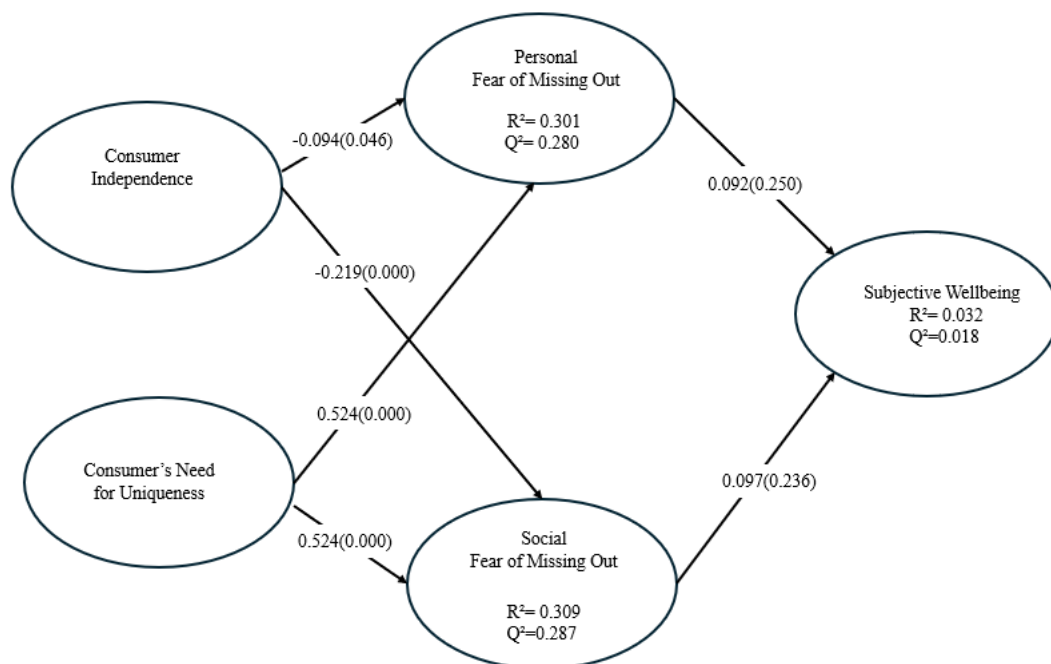 Personal
Fear of Missing Out
R²= 0.301
Q²= 0.280
Consumer
Independence
-0.094(0.046)
0.092(0.250)
-0.219(0.000)
Subjective Wellbeing
R²= 0.032
Q²=0.018
0.524(0.000)
Consumer’s Need
for Uniqueness
0.097(0.236)
0.524(0.000)
Social
Fear of Missing Out
R²= 0.309
Q²=0.287